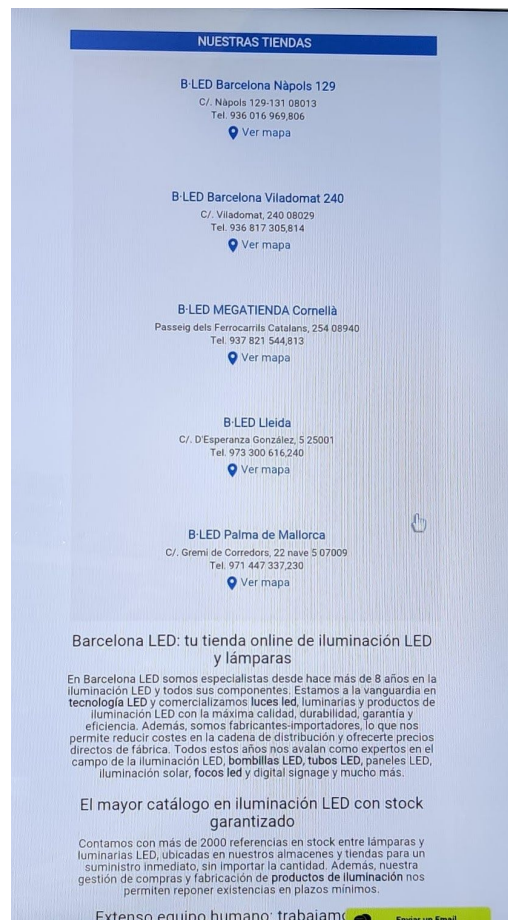 NUESTRAS TIENDAS
B·LED Barcelona Nàpols 129
C/. Nàpols 129-131 08013
Tel. 936 016 969,806
Ver mapa
B·LED Barcelona Viladomat 240
C/. Viladomat, 240 08029
Tel. 936 817 305,814
Ver mapa
B·LED MEGATIENDA Cornellà
Passeig dels Ferrocarrils Catalans, 254 08940
Tel. 937 821 544,813
Ver mapa
B·LED Lleida
C/. D'Esperanza González, 5 25001
Tel. 973 300 616,240
Ver mapa
B·LED Palma de Mallorca
C/. Gremi de Corredors, 22 nave 5 07009
Tel. 971 447 337,230
Ver mapa
Barcelona LED: tu tienda online de iluminación LED
y lámparas
En Barcelona LED somos especialistas desde hace más de 8 años en la
iluminación LED y todos sus componentes. Estamos a la vanguardia en
tecnología LED y comercializamos luces led, luminarias y productos de
iluminación LED con la máxima calidad, durabilidad, garantía y
eficiencia. Además, somos fabricantes-importadores, lo que nos
permite reducir costes en la cadena de distribución y ofrecerte precios
directos de fábrica. Todos estos años nos avalan como expertos en el
campo de la iluminación LED, bombillas LED, tubos LED, paneles LED,
iluminación solar, focos led y digital signage y mucho más.
El mayor catálogo en iluminación LED con stock
garantizado
Contamos con más de 2000 referencias en stock entre lámparas y
luminarias LED, ubicadas en nuestros almacenes y tiendas para un
suministro inmediato, sin importar la cantidad. Además, nuestra
gestión de compras y fabricación de productos de iluminación nos
permiten reponer existencias en plazos mínimos.
Extenso equipo humano: trabajamo
Enviar un Email